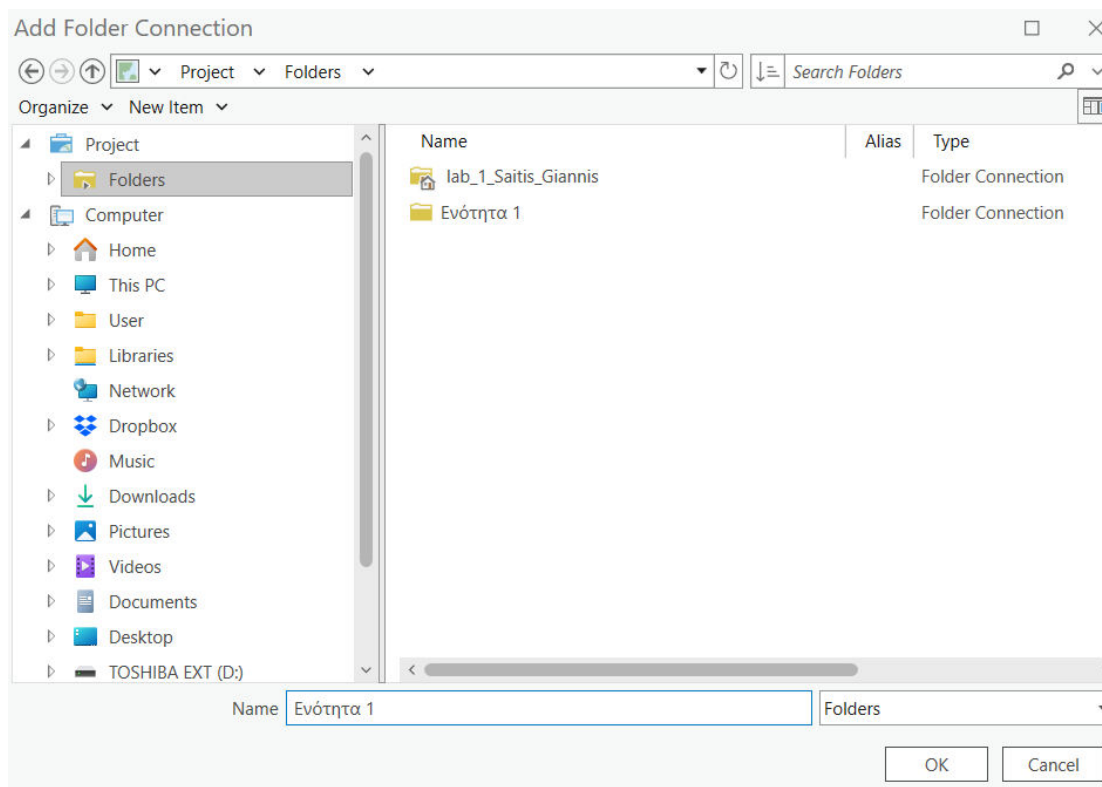 Add Folder Connection
Project Folders
Search Folders
Organize New Item
Project
Folders
Computer
Home
This PC
User
Libraries
Network
Dropbox
Music
Downloads
Pictures
Videos
Documents
Desktop
TOSHIBA EXT (D:)
Name Alias Type
lab_1_Saitis_Giannis Folder Connection
Ενότητα 1 Folder Connection
Name Ενότητα 1 Folders
OK Cancel